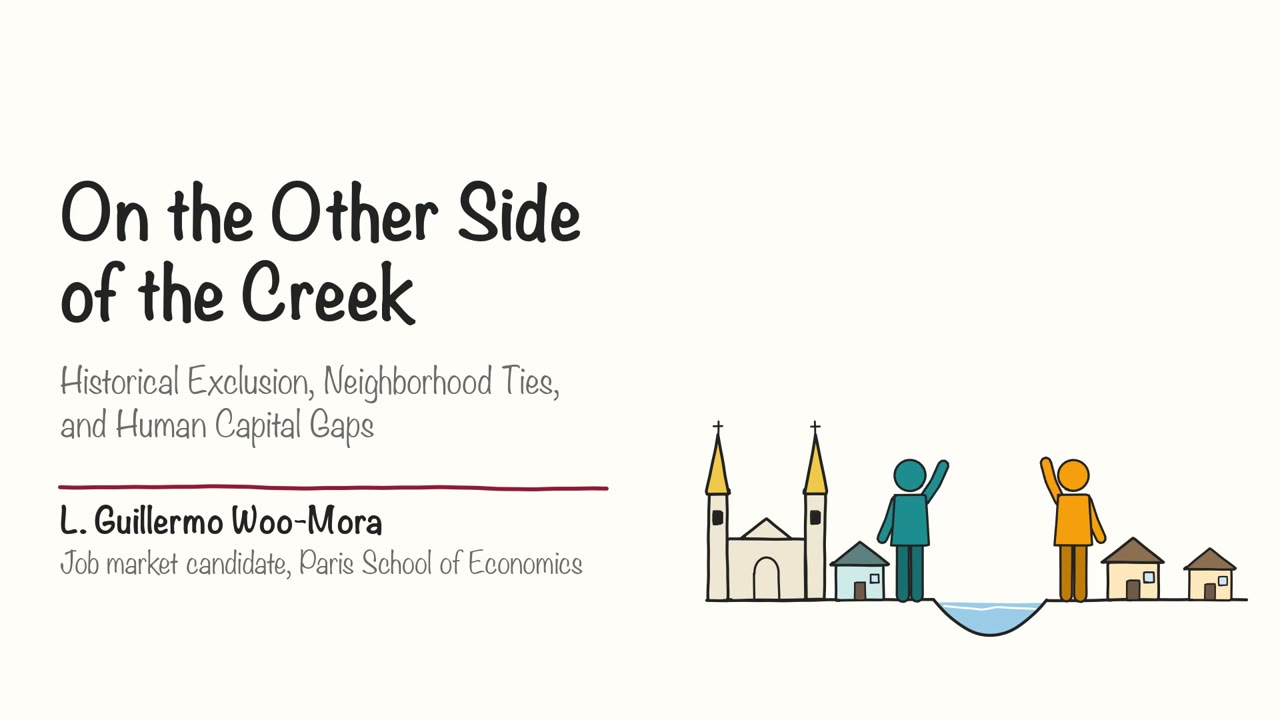 On the Other Side
of the Creek
Historical Exclusion, Neighborhood Ties,
and Human Capital Gaps
L. Guillermo Woo-Mora
Job market candidate, Paris School of Economics